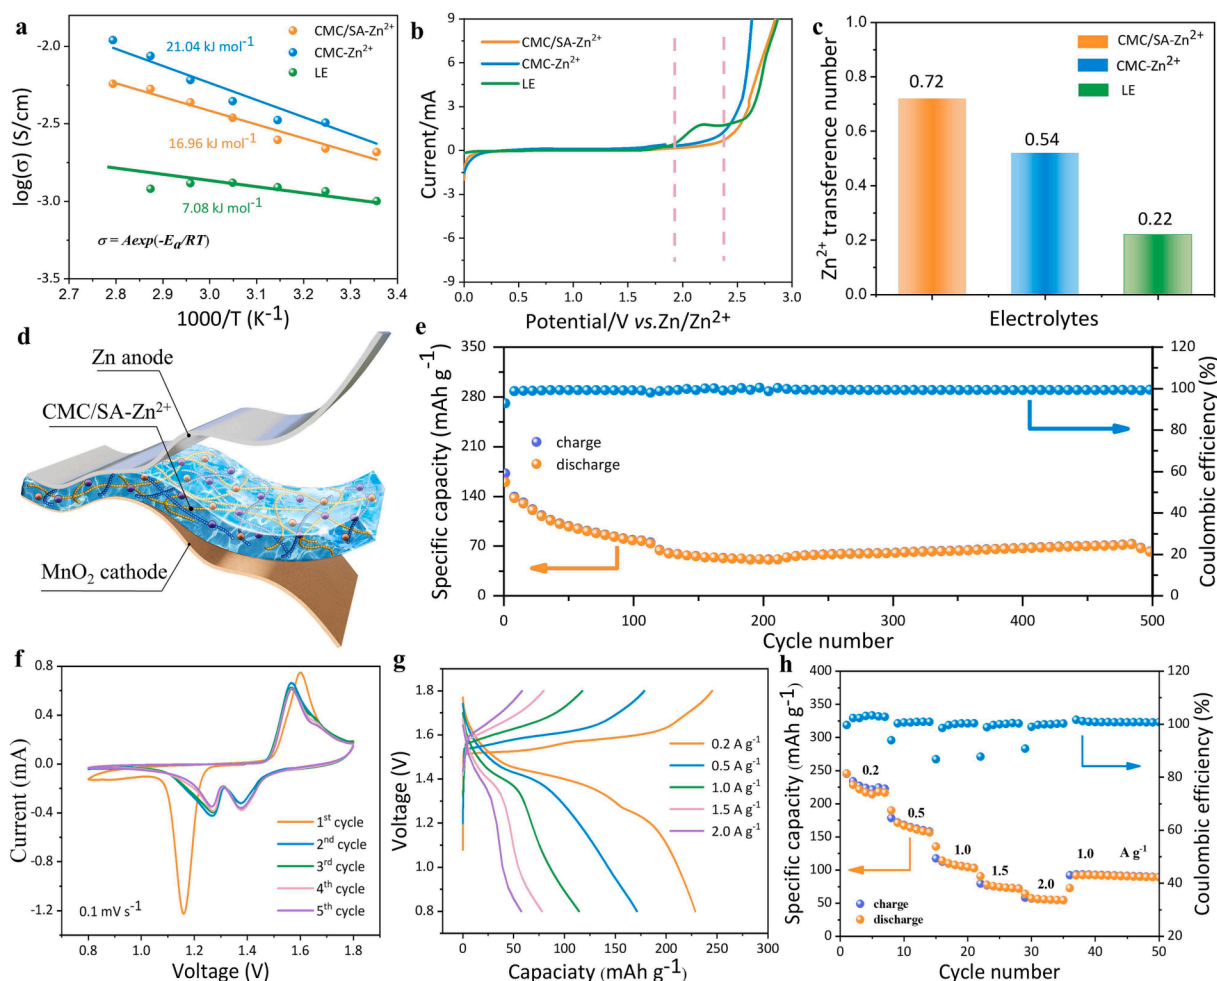 a
CMC/SA-Zn²⁺
CMC-Zn²⁺
LE
21.04 kJ mol⁻¹
16.96 kJ mol⁻¹
7.08 kJ mol⁻¹
σ = Aexp(-Eₐ/RT)
log(σ) (S/cm)
-2.0
-2.5
-3.0
-3.5
2.7 2.8 2.9 3.0 3.1 3.2 3.3 3.4
1000/T (K⁻¹)
b
CMC/SA-Zn²⁺
CMC-Zn²⁺
LE
Current/mA
9
6
3
0
-3
-6
-9
0.0 0.5 1.0 1.5 2.0 2.5 3.0
Potential/V vs.Zn/Zn²⁺
c
CMC/SA-Zn²⁺
CMC-Zn²⁺
LE
0.72
0.54
0.22
Zn²⁺ transference number
1.0
0.8
0.6
0.4
0.2
0.0
Electrolytes
d
Zn anode
CMC/SA-Zn²⁺
MnO₂ cathode
e
charge
discharge
Specific capacity (mAh g⁻¹)
350
280
210
140
70
0
Coulombic efficiency (%)
120
100
80
60
40
20
0
0 100 200 300 400 500
Cycle number
f
1ˢᵗ cycle
2ⁿᵈ cycle
3ʳᵈ cycle
4ᵗʰ cycle
5ᵗʰ cycle
0.1 mV s⁻¹
Current (mA)
0.8
0.4
0.0
-0.4
-0.8
-1.2
0.8 1.0 1.2 1.4 1.6 1.8
Voltage (V)
g
0.2 A g⁻¹
0.5 A g⁻¹
1.0 A g⁻¹
1.5 A g⁻¹
2.0 A g⁻¹
Voltage (V)
1.8
1.6
1.4
1.2
1.0
0.8
0 50 100 150 200 250 300
Capaciaty (mAh g⁻¹)
h
0.2
0.5
1.0
1.5
2.0
1.0 A g⁻¹
charge
discharge
Specific capacity (mAh g⁻¹)
400
350
300
250
200
150
100
50
0
Coulombic efficiency (%)
120
100
80
60
40
20
0 10 20 30 40 50
Cycle number